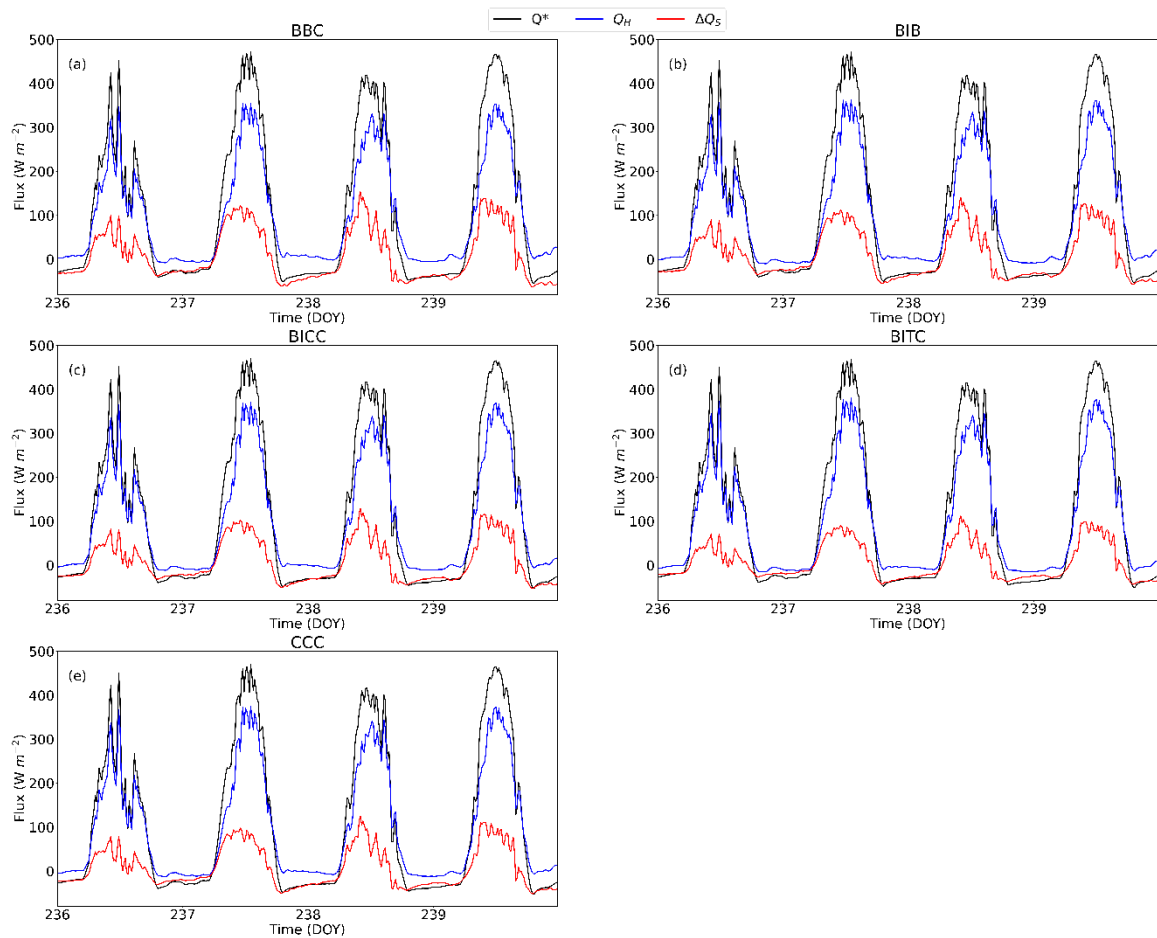 Q* Q_H ΔQ_S
BBC BIB
(a)
500
400
300
200
100
0
Flux (W m⁻²)
236 237 238 239
Time (DOY)
(b)
500
400
300
200
100
0
Flux (W m⁻²)
236 237 238 239
Time (DOY)
BICC BITC
(c)
500
400
300
200
100
0
Flux (W m⁻²)
236 237 238 239
Time (DOY)
(d)
500
400
300
200
100
0
Flux (W m⁻²)
236 237 238 239
Time (DOY)
CCC
(e)
500
400
300
200
100
0
Flux (W m⁻²)
236 237 238 239
Time (DOY)